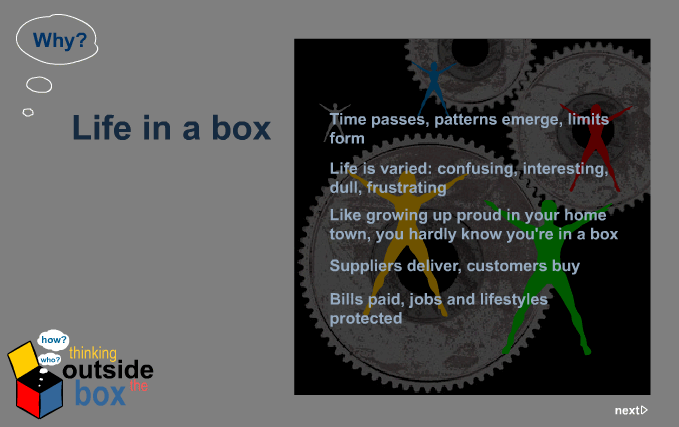 Why?
Life in a box
Time passes, patterns emerge, limits
form
Life is varied: confusing, interesting,
dull, frustrating
Like growing up proud in your home
town, you hardly know you're in a box
Suppliers deliver, customers buy
Bills paid, jobs and lifestyles
protected
how?
who?
thinking
outside
the
box
next